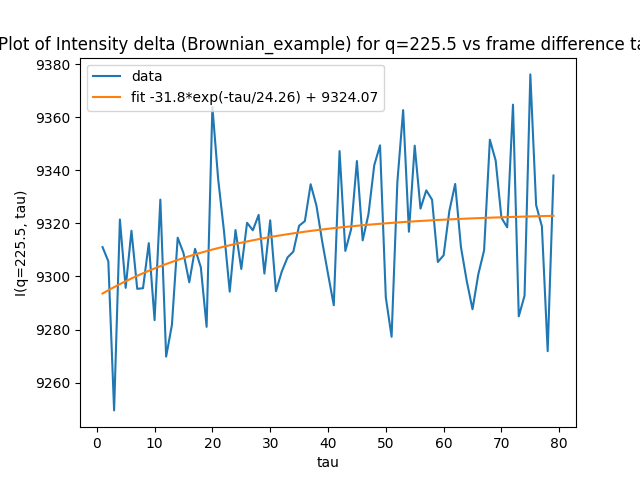 Plot of Intensity delta (Brownian_example) for q=225.5 vs frame difference ta
9380
9360
9340
9320
9300
9280
9260
I(q=225.5, tau)
data
fit -31.8*exp(-tau/24.26) + 9324.07
0 10 20 30 40 50 60 70 80
tau